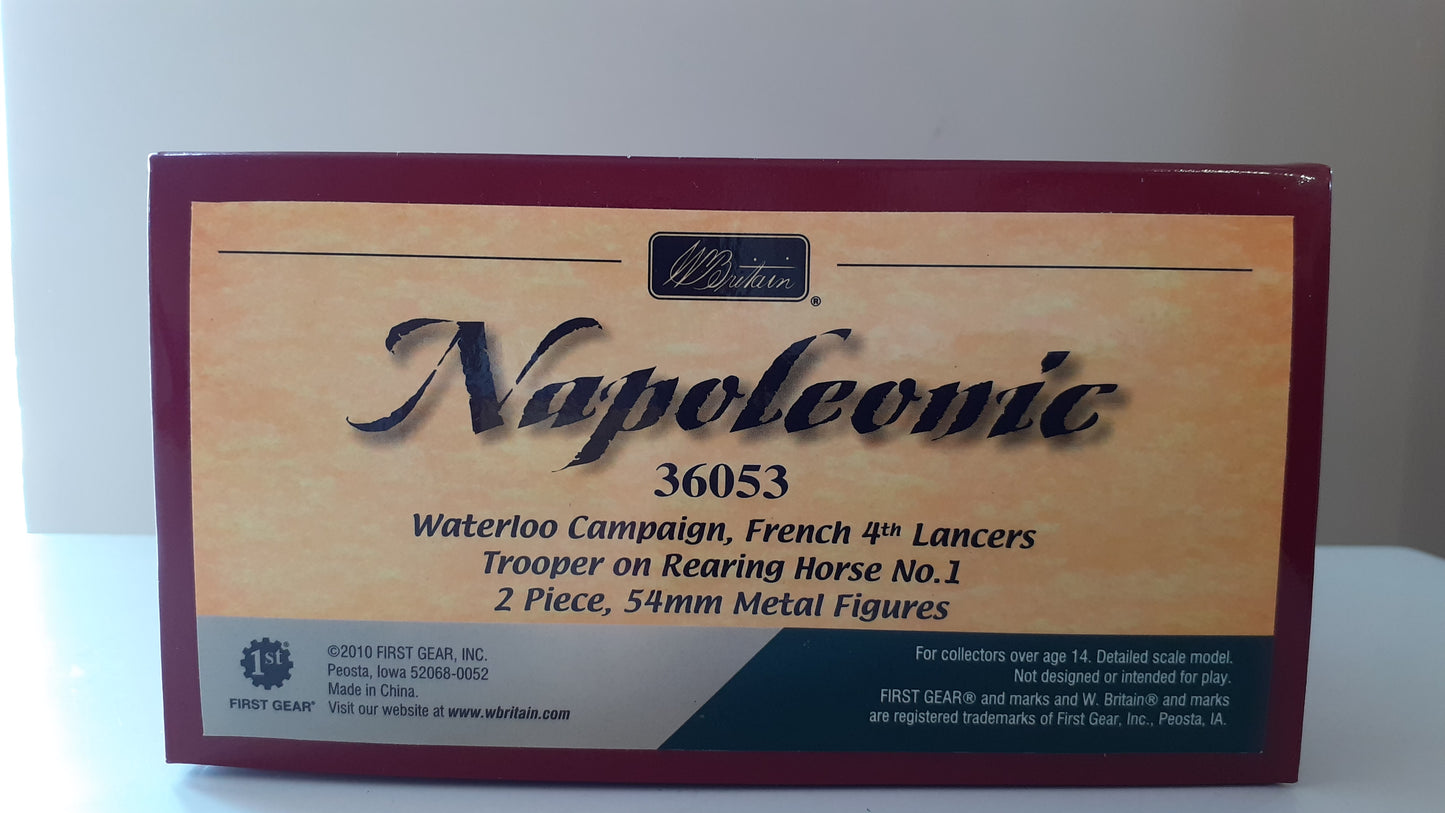 W Britain ®
Napoleonic
36053
Waterloo Campaign, French 4th Lancers
Trooper on Rearing Horse No.1
2 Piece, 54mm Metal Figures
1st®
FIRST GEAR®
©2010 FIRST GEAR, INC.
Peosta, Iowa 52068-0052
Made in China.
Visit our website at www.wbritain.com
For collectors over age 14. Detailed scale model.
Not designed or intended for play.
FIRST GEAR® and marks and W. Britain® and marks
are registered trademarks of First Gear, Inc., Peosta, IA.